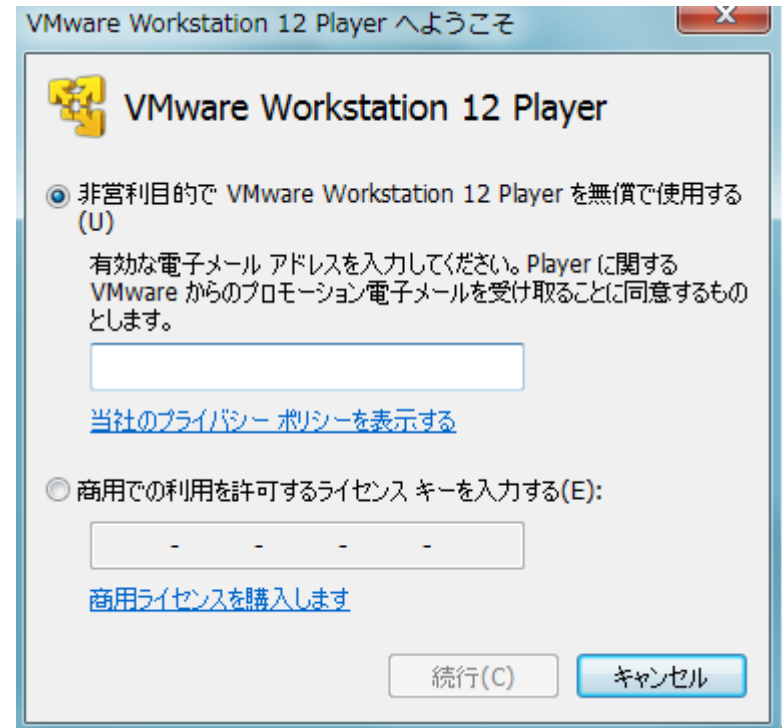 VMware Workstation 12 Player へようこそ
VMware Workstation 12 Player
非営利目的で VMware Workstation 12 Player を無償で使用する
(U)
有効な電子メール アドレスを入力してください。Player に関する
VMware からのプロモーション電子メールを受け取ることに同意するもの
とします。
当社のプライバシー ポリシーを表示する
商用での利用を許可するライセンス キーを入力する(E):
- - - -
商用ライセンスを購入します
続行(C) キャンセル